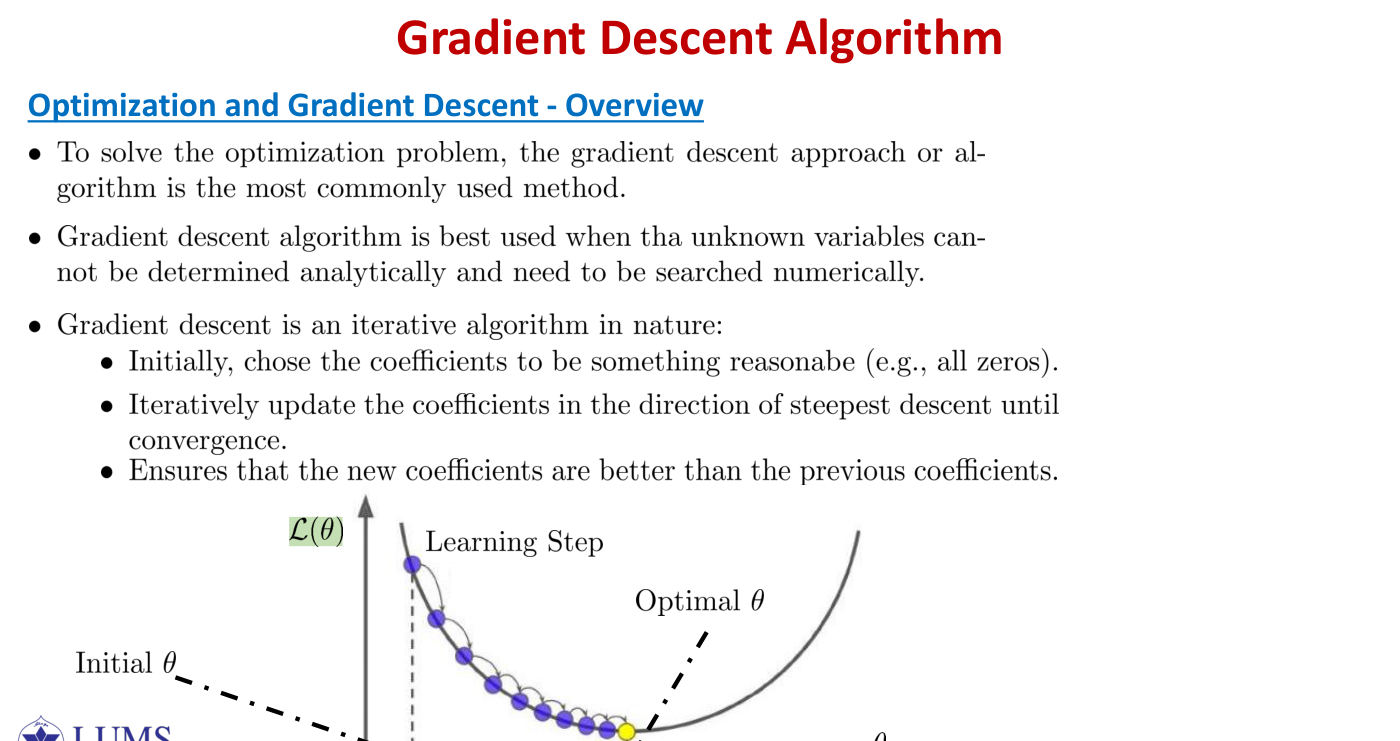 Gradient Descent Algorithm
Optimization and Gradient Descent - Overview
• To solve the optimization problem, the gradient descent approach or al-
gorithm is the most commonly used method.
• Gradient descent algorithm is best used when tha unknown variables can-
not be determined analytically and need to be searched numerically.
• Gradient descent is an iterative algorithm in nature:
• Initially, chose the coefficients to be something reasonabe (e.g., all zeros).
• Iteratively update the coefficients in the direction of steepest descent until
convergence.
• Ensures that the new coefficients are better than the previous coefficients.
ℒ(θ)
Learning Step
Optimal θ
Initial θ
LUMS
θ